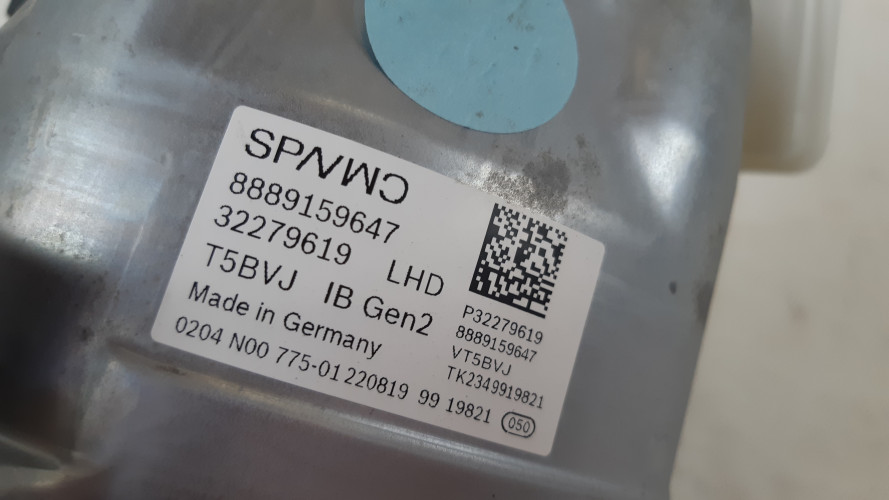 8889159647
32279619 LHD
T5BVJ IB Gen2
Made in Germany
0204 N00 775-01 220819 99 19821 050
P32279619
8889159647
VT5BVJ
TK2349919821